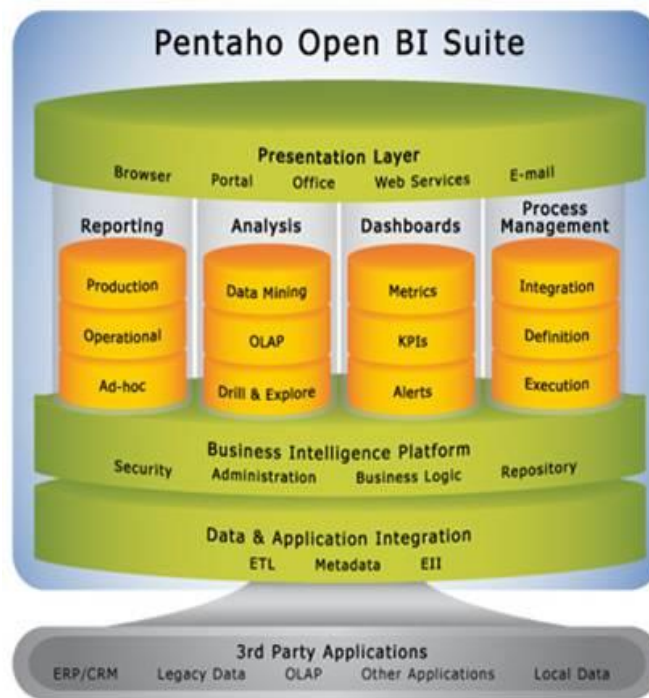 Pentaho Open BI Suite
Presentation Layer
Browser Portal Office Web Services E-mail
Reporting
Production
Operational
Ad-hoc
Analysis
Data Mining
OLAP
Drill & Explore
Dashboards
Metrics
KPIs
Alerts
Process
Management
Integration
Definition
Execution
Business Intelligence Platform
Security Administration Business Logic Repository
Data & Application Integration
ETL Metadata EII
3rd Party Applications
ERP/CRM Legacy Data OLAP Other Applications Local Data